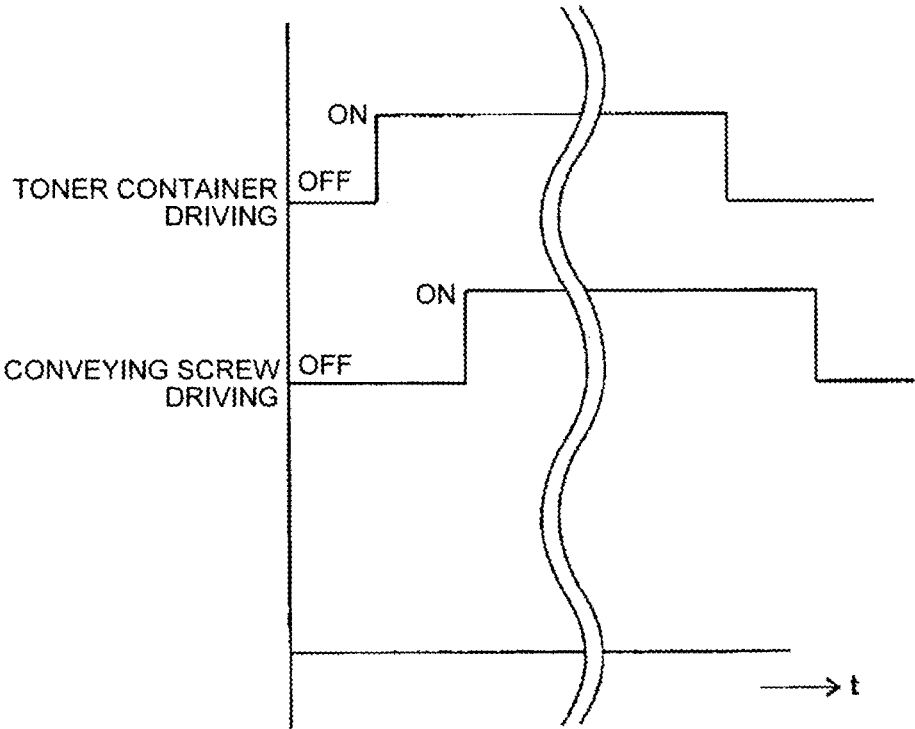 ON
OFF
TONER CONTAINER
DRIVING
ON
OFF
CONVEYING SCREW
DRIVING
t